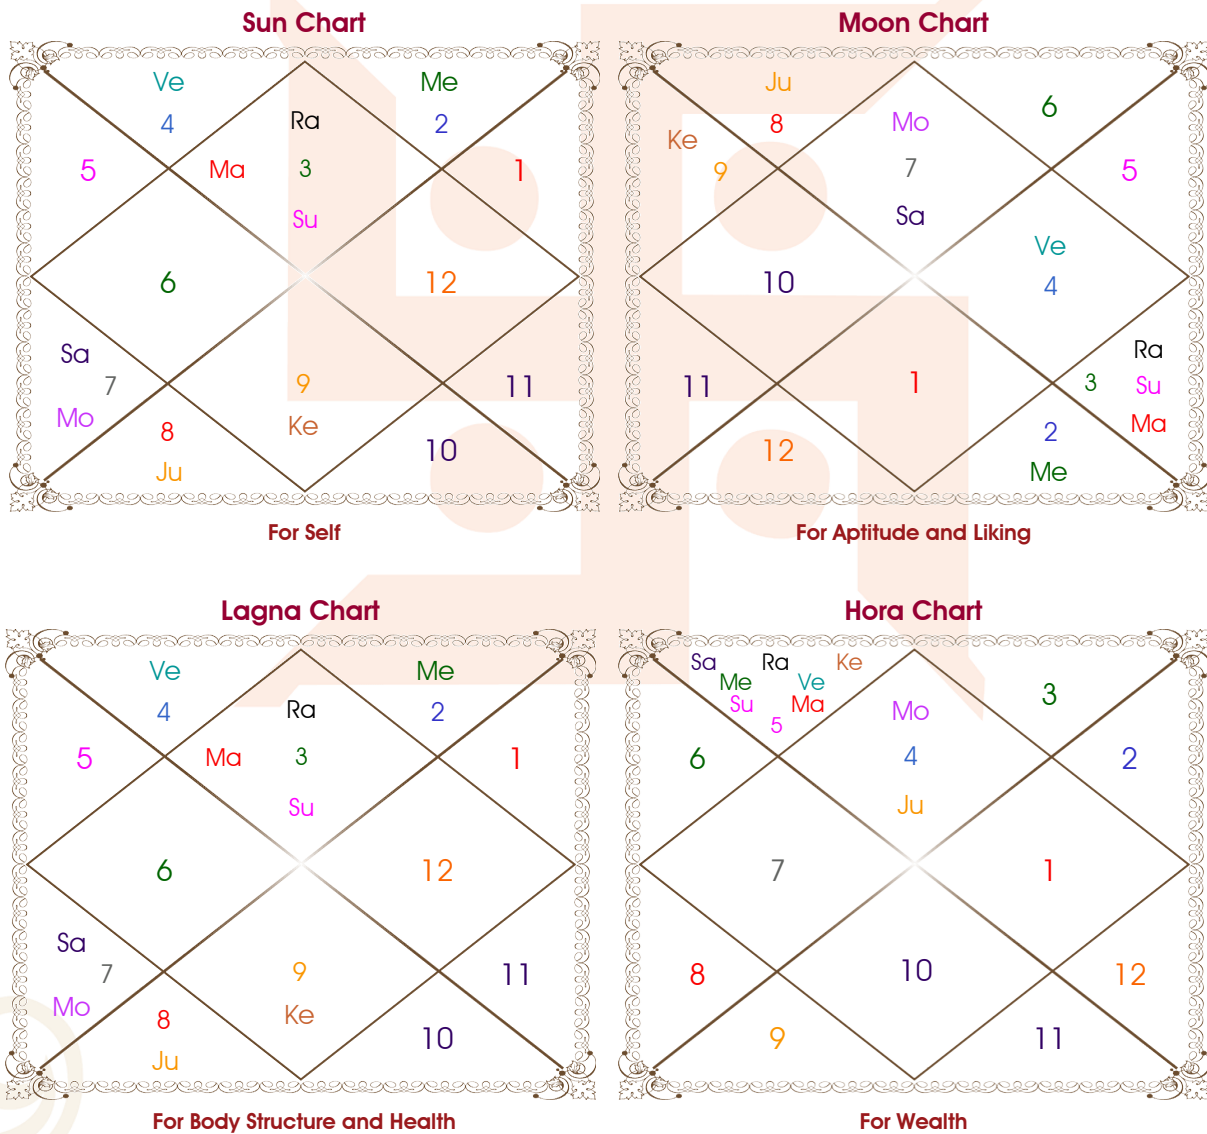 Sun Chart
Ve
Me
4
Ra
2
5
Ma
3
1
Su
6
12
Sa
7
9
11
Mo
8
Ke
10
Ju
For Self
Moon Chart
Ju
6
8
Mo
Ke
9
7
5
Sa
Ve
10
4
Ra
11
1
3
Su
Ma
12
2
Me
For Aptitude and Liking
Lagna Chart
Ve
Me
4
Ra
2
5
Ma
3
1
Su
6
12
Sa
7
9
11
Mo
8
Ke
10
Ju
For Body Structure and Health
Hora Chart
Sa Ra Ke
Me Ve
Su Ma
5
3
Mo
6
4
2
Ju
7
1
8
10
12
9
11
For Wealth